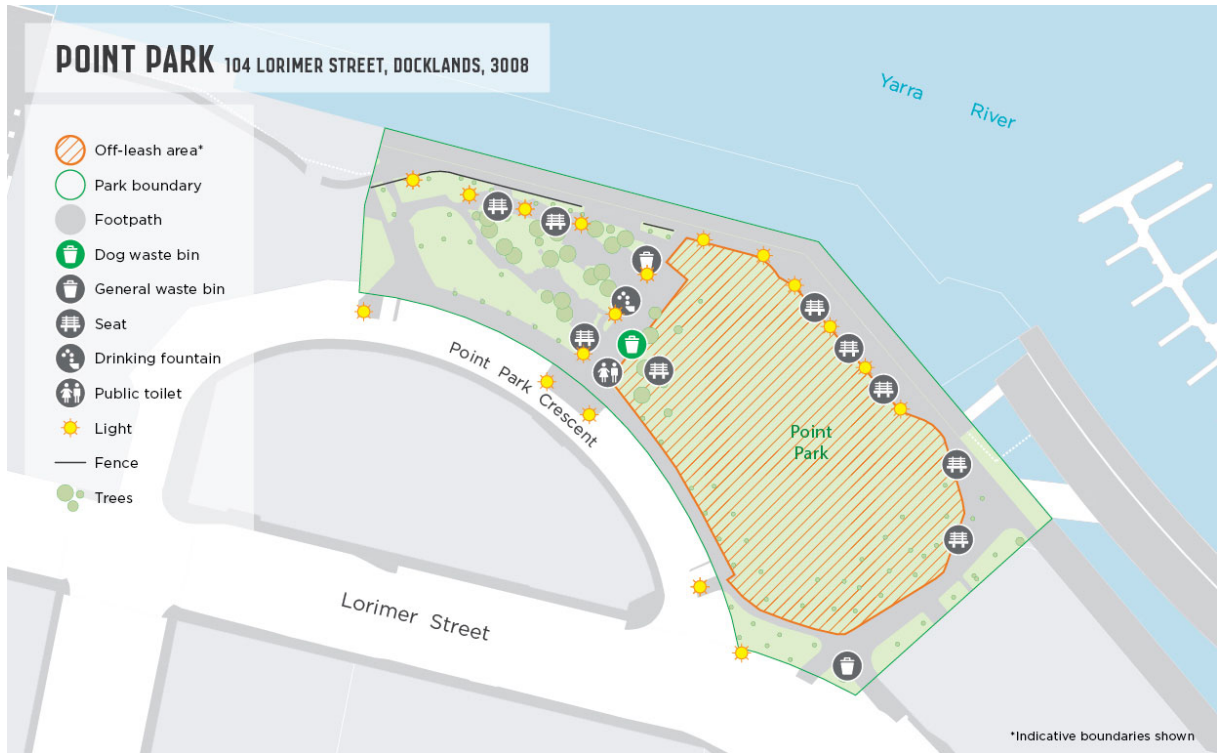 POINT PARK 104 LORIMER STREET, DOCKLANDS, 3008
Off-leash area*
Park boundary
Footpath
Dog waste bin
General waste bin
Seat
Drinking fountain
Public toilet
Light
Fence
Trees
Yarra River
Point Park Crescent
Point
Park
Lorimer Street
*Indicative boundaries shown